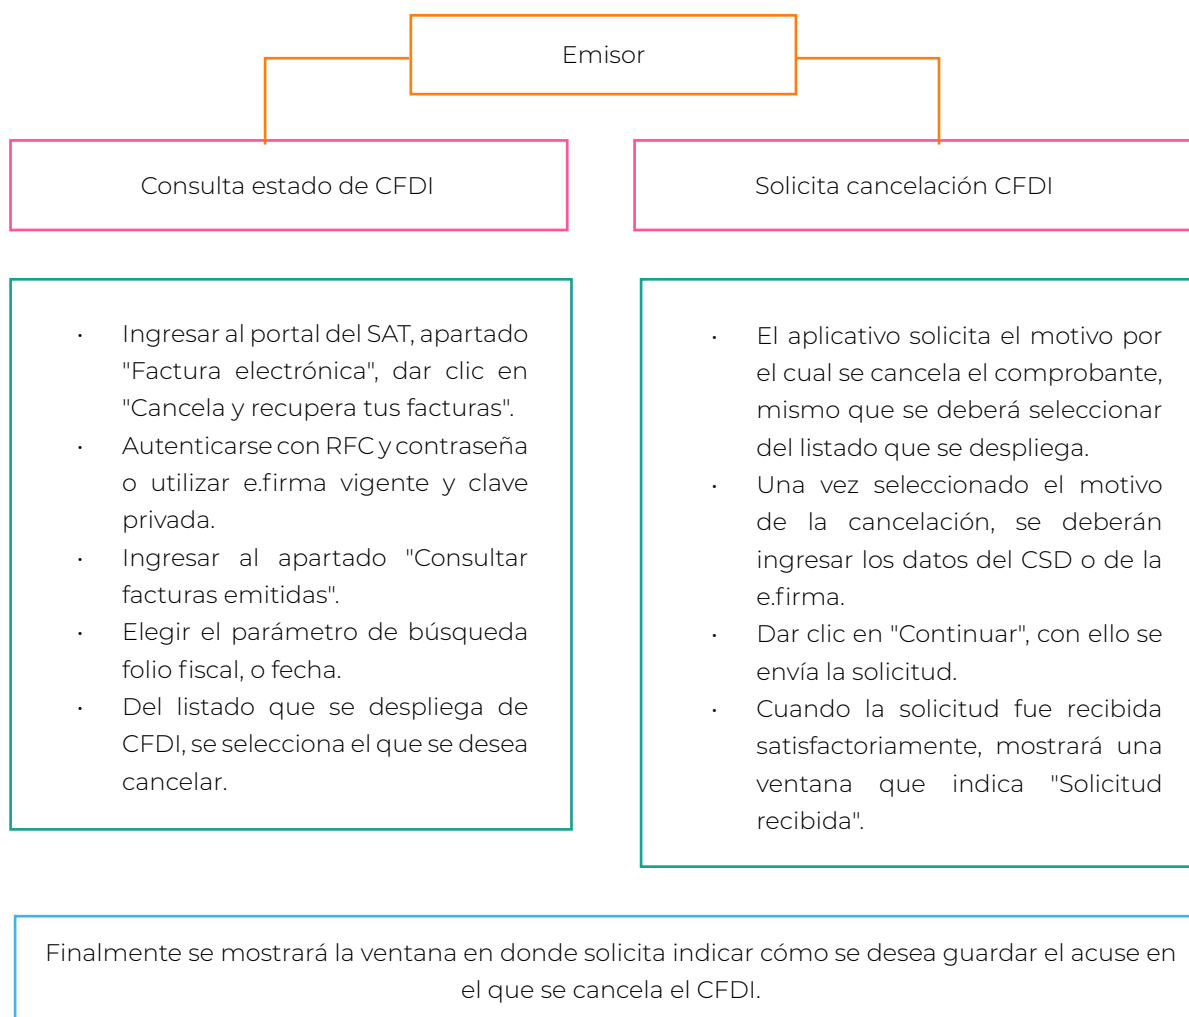 Emisor
Consulta estado de CFDI
Solicita cancelación CFDI
· Ingresar al portal del SAT, apartado
"Factura electrónica", dar clic en
"Cancela y recupera tus facturas".
· Autenticarse con RFC y contraseña
o utilizar e.firma vigente y clave
privada.
· Ingresar al apartado "Consultar
facturas emitidas".
· Elegir el parámetro de búsqueda
folio fiscal, o fecha.
· Del listado que se despliega de
CFDI, se selecciona el que se desea
cancelar.
· El aplicativo solicita el motivo por
el cual se cancela el comprobante,
mismo que se deberá seleccionar
del listado que se despliega.
· Una vez seleccionado el motivo
de la cancelación, se deberán
ingresar los datos del CSD o de la
e.firma.
· Dar clic en "Continuar", con ello se
envía la solicitud.
· Cuando la solicitud fue recibida
satisfactoriamente, mostrará una
ventana que indica "Solicitud
recibida".
Finalmente se mostrará la ventana en donde solicita indicar cómo se desea guardar el acuse en
el que se cancela el CFDI.